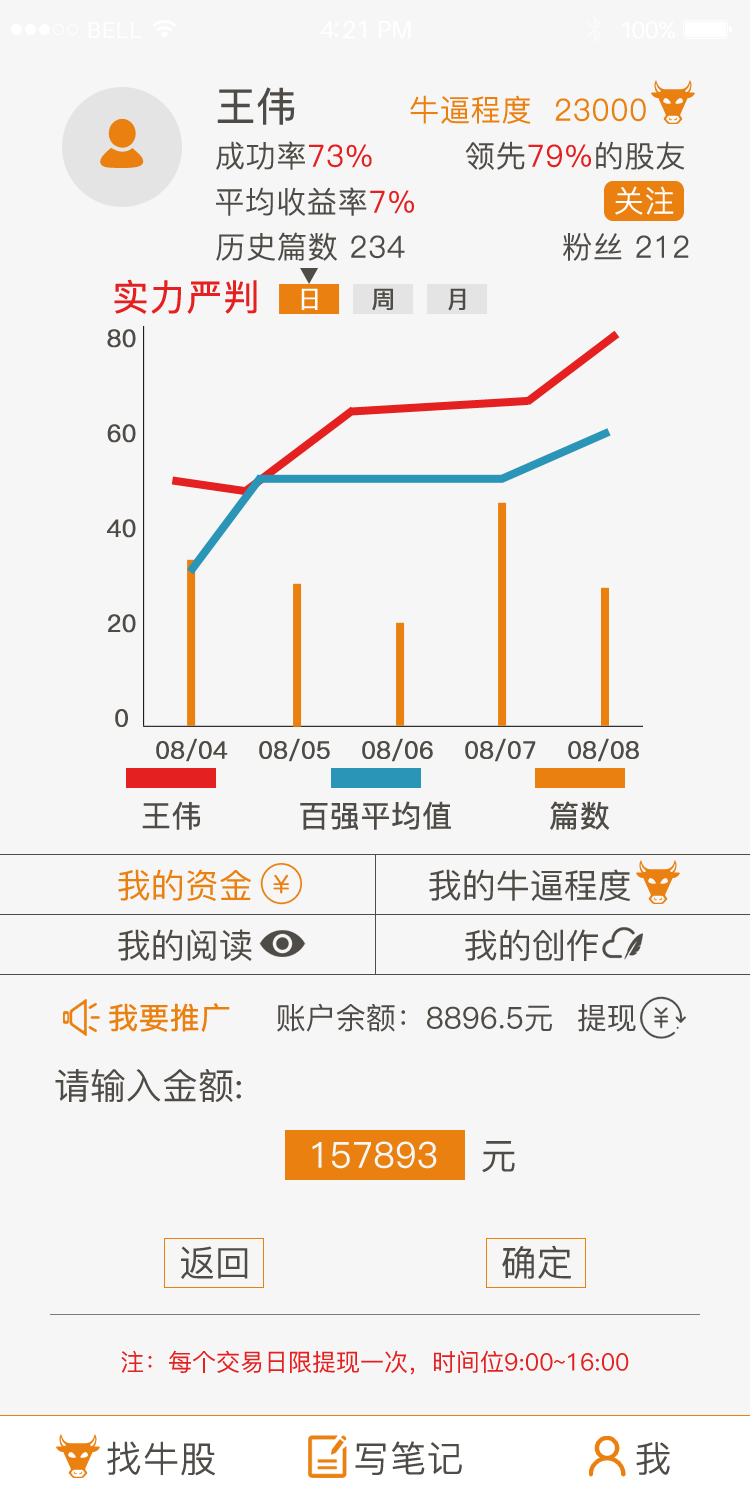 BELL 4:21 PM 100%
王伟 牛逼程度 23000
成功率73% 领先79%的股友
平均收益率7% 关注
历史篇数 234 粉丝 212
实力严判 日 周 月
80
60
40
20
0
08/04 08/05 08/06 08/07 08/08
王伟 百强平均值 篇数
我的资金 ¥ 我的牛逼程度
我的阅读 我的创作
我要推广 账户余额：8896.5元 提现 ¥
请输入金额:
157893 元
返回 确定
注：每个交易日限提现一次，时间位9:00~16:00
找牛股 写笔记 我